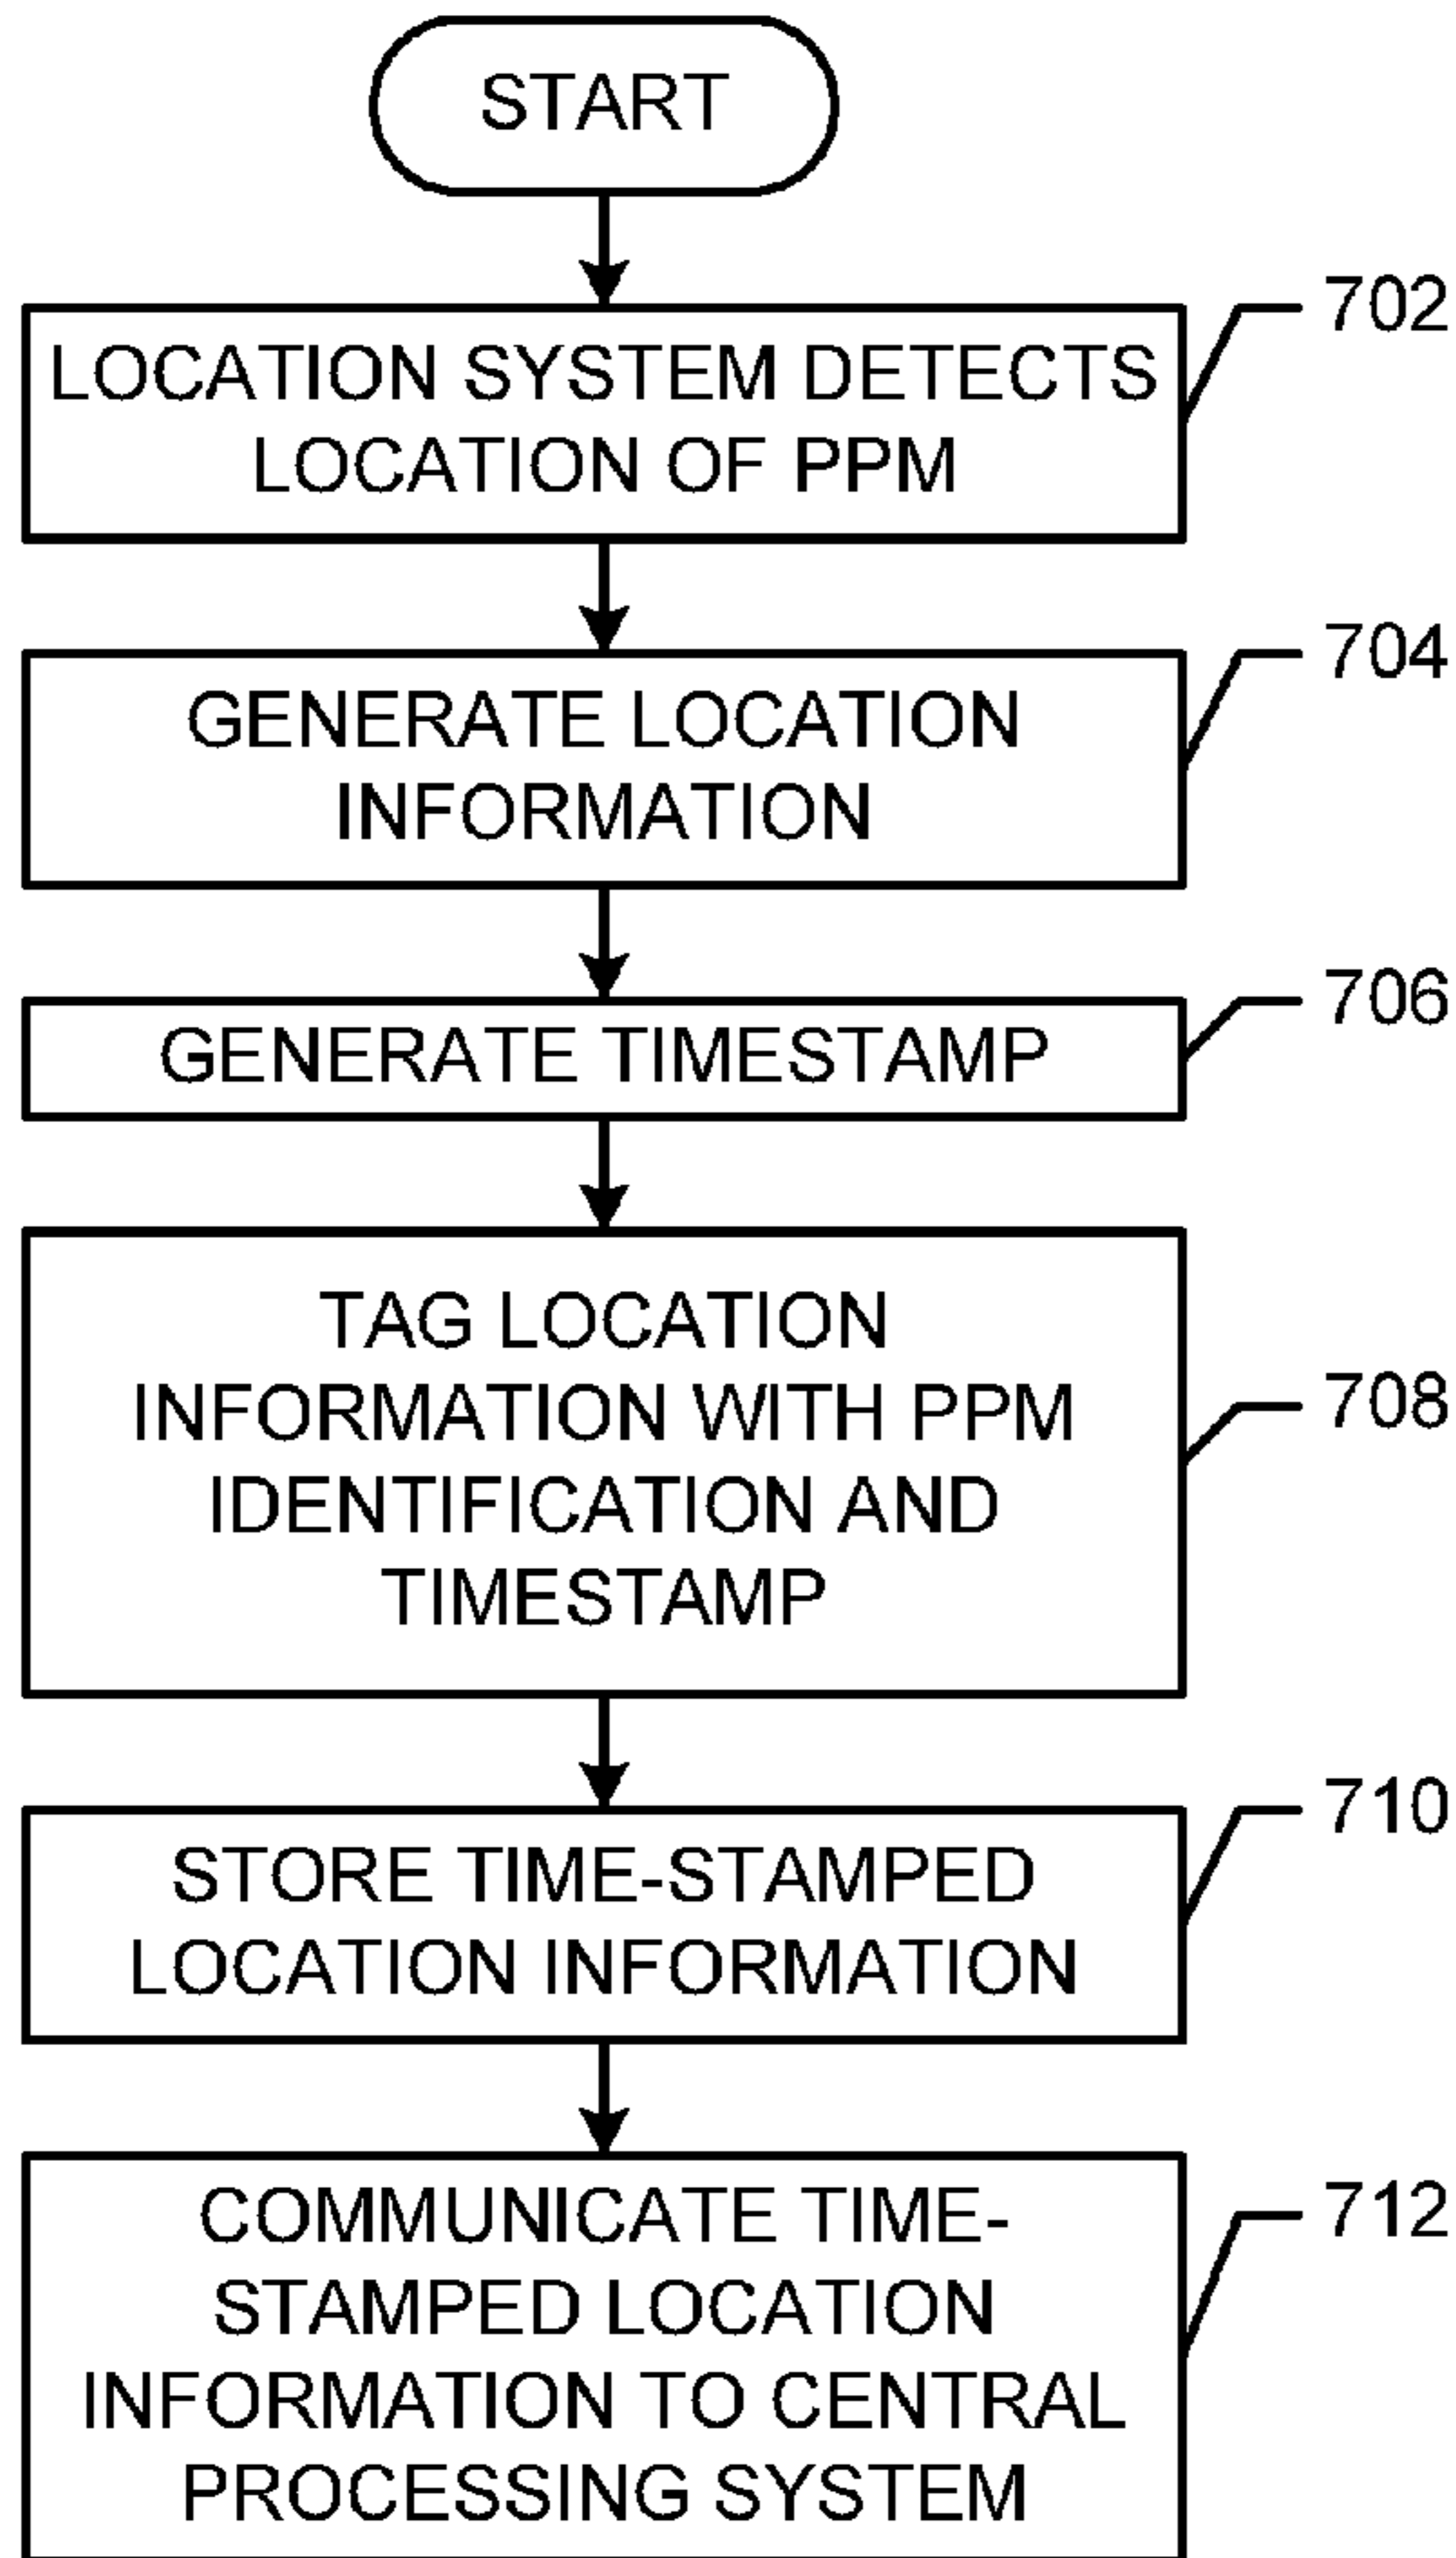 START
702
LOCATION SYSTEM DETECTS
LOCATION OF PPM
704
GENERATE LOCATION
INFORMATION
706
GENERATE TIMESTAMP
TAG LOCATION
INFORMATION WITH PPM
708
IDENTIFICATION AND
TIMESTAMP
710
STORE TIME-STAMPED
LOCATION INFORMATION
712
COMMUNICATE TIME-
STAMPED LOCATION
INFORMATION TO CENTRAL
PROCESSING SYSTEM